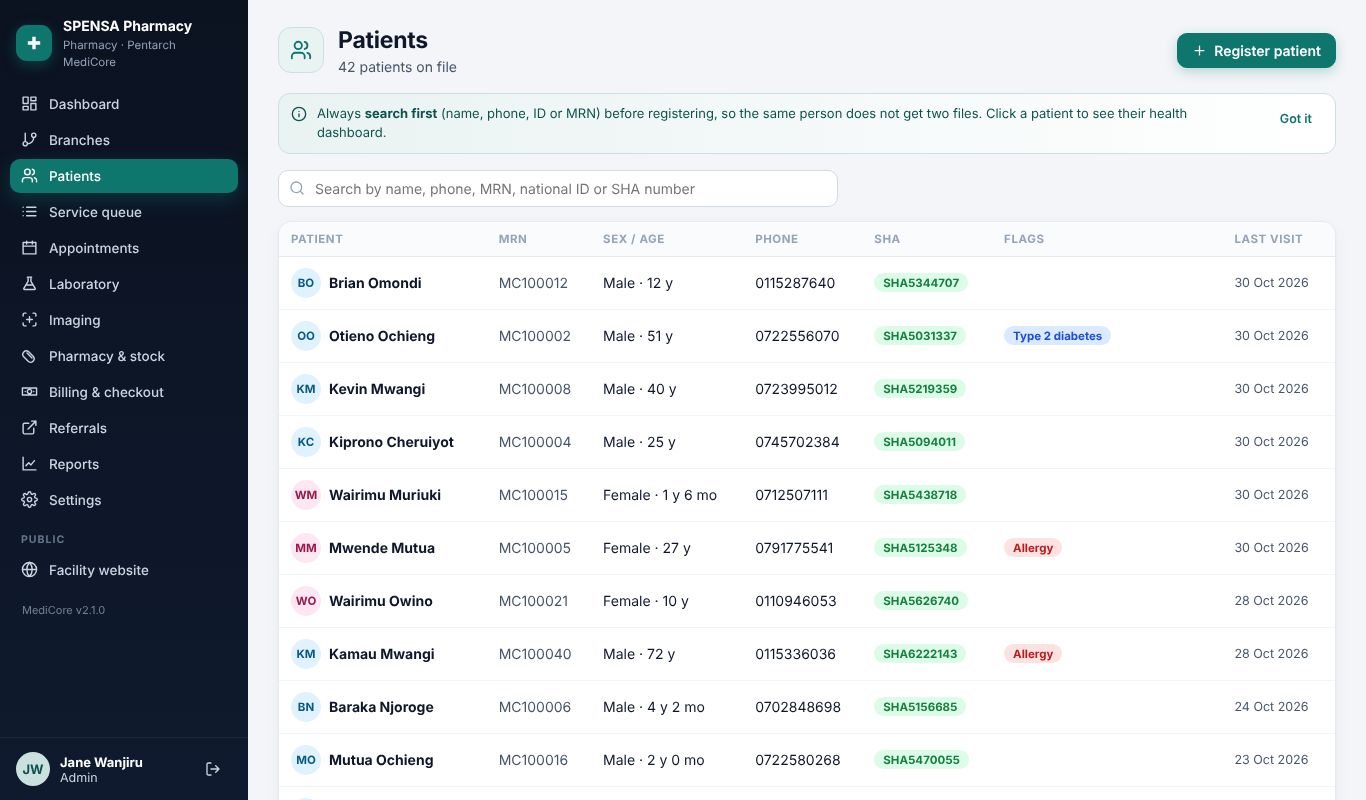 SPENSA Pharmacy
Pharmacy · Pentarch
MediCore
Dashboard
Branches
Patients
Service queue
Appointments
Laboratory
Imaging
Pharmacy & stock
Billing & checkout
Referrals
Reports
Settings
PUBLIC
Facility website
MediCore v2.1.0
JW
Jane Wanjiru
Admin
Patients
42 patients on file
Register patient
Always search first (name, phone, ID or MRN) before registering, so the same person does not get two files. Click a patient to see their health
dashboard.
Got it
Search by name, phone, MRN, national ID or SHA number
PATIENT MRN SEX / AGE PHONE SHA FLAGS LAST VISIT
BO Brian Omondi MC100012 Male · 12 y 0115287640 SHA5344707 30 Oct 2026
OO Otieno Ochieng MC100002 Male · 51 y 0722556070 SHA5031337 Type 2 diabetes 30 Oct 2026
KM Kevin Mwangi MC100008 Male · 40 y 0723995012 SHA5219359 30 Oct 2026
KC Kiprono Cheruiyot MC100004 Male · 25 y 0745702384 SHA5094011 30 Oct 2026
WM Wairimu Muriuki MC100015 Female · 1 y 6 mo 0712507111 SHA5438718 30 Oct 2026
MM Mwende Mutua MC100005 Female · 27 y 0791775541 SHA5125348 Allergy 30 Oct 2026
WO Wairimu Owino MC100021 Female · 10 y 0110946053 SHA5626740 28 Oct 2026
KM Kamau Mwangi MC100040 Male · 72 y 0115336036 SHA6222143 Allergy 28 Oct 2026
BN Baraka Njoroge MC100006 Male · 4 y 2 mo 0702848698 SHA5156685 24 Oct 2026
MO Mutua Ochieng MC100016 Male · 2 y 0 mo 0722580268 SHA5470055 23 Oct 2026